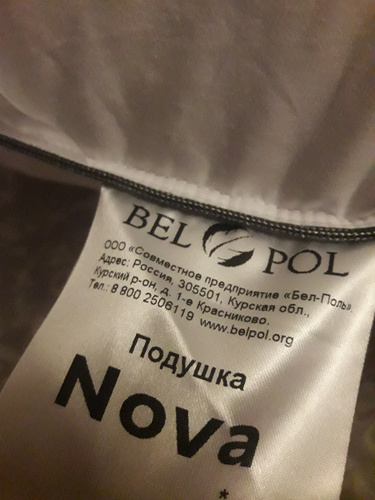 BEL POL
ООО «Совместное предприятие «Бел-Поль».
Адрес: Россия, 305501, Курская обл.,
Курский р-он, д. 1-е Красниково.
Тел.: 8 800 2506119 www.belpol.org
Подушка
Nova
*